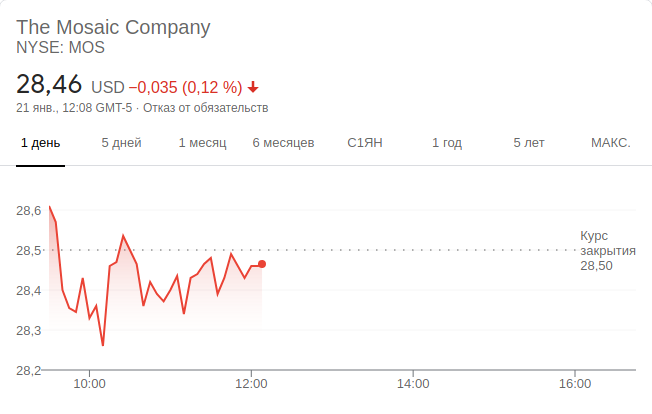 The Mosaic Company
NYSE: MOS
28,46 USD −0,035 (0,12 %)
21 янв., 12:08 GMT-5 · Отказ от обязательств
1 день 5 дней 1 месяц 6 месяцев С1ЯН 1 год 5 лет МАКС.
28,6
28,5
28,4
28,3
28,2
Курс
закрытия
28,50
10:00 12:00 14:00 16:00